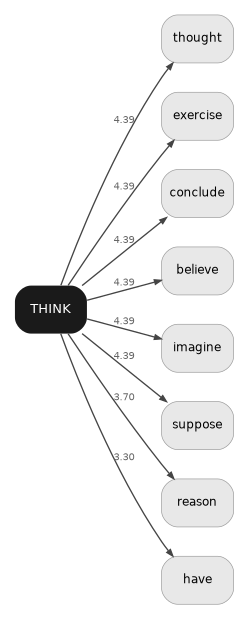 thought
4.39
exercise
4.39
conclude
4.39
believe
4.39
THINK
imagine
4.39
suppose
4.39
reason
3.70
have
3.30